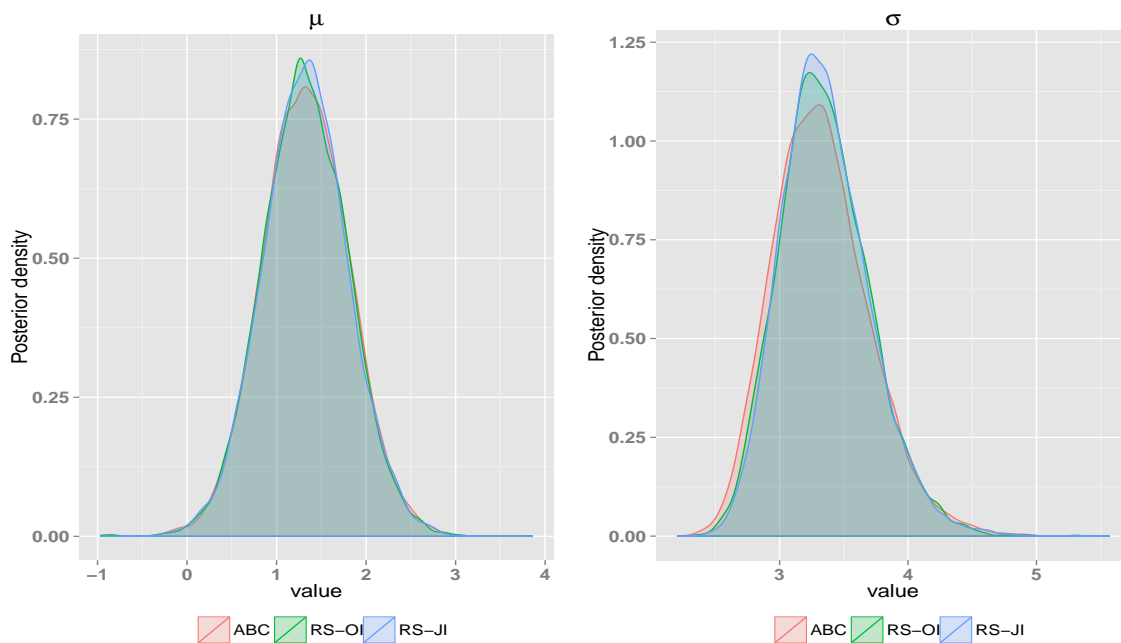 μ
Posterior density
0.75
0.50
0.25
0.00
−1
0
1
2
3
4
value
ABC
RS−OI
RS−JI
σ
Posterior density
1.25
1.00
0.75
0.50
0.25
0.00
3
4
5
value
ABC
RS−OI
RS−JI